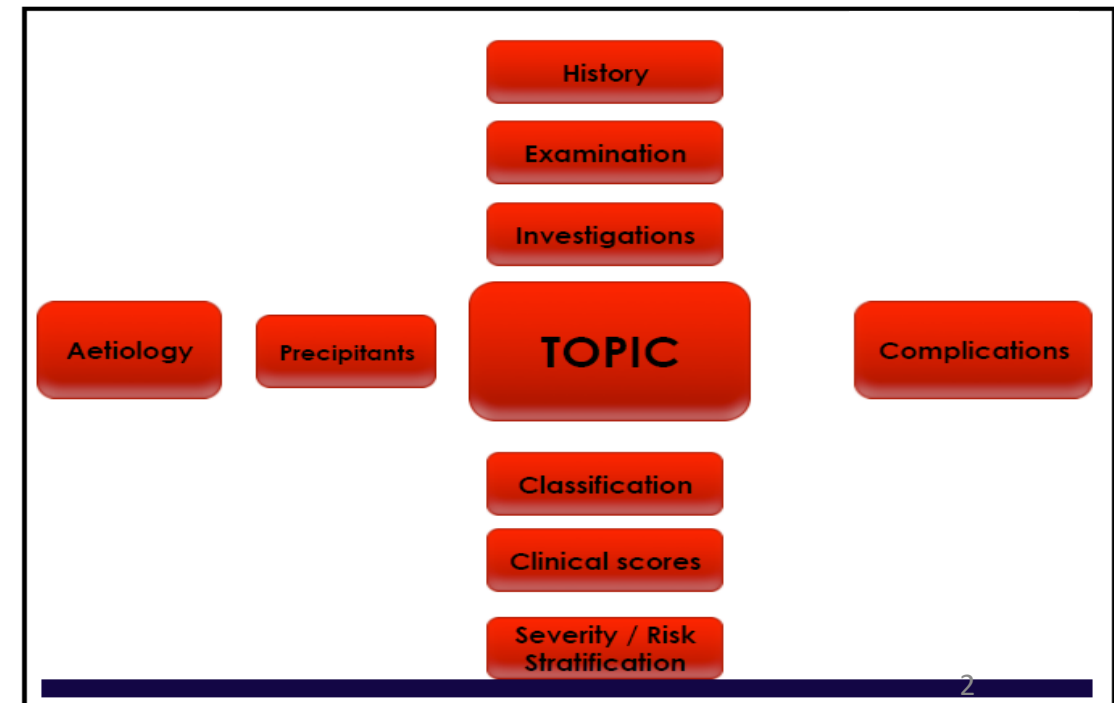 History
Examination
Investigations
Aetiology
Precipitants
TOPIC
Complications
Classification
Clinical scores
Severity / Risk
Stratification
2